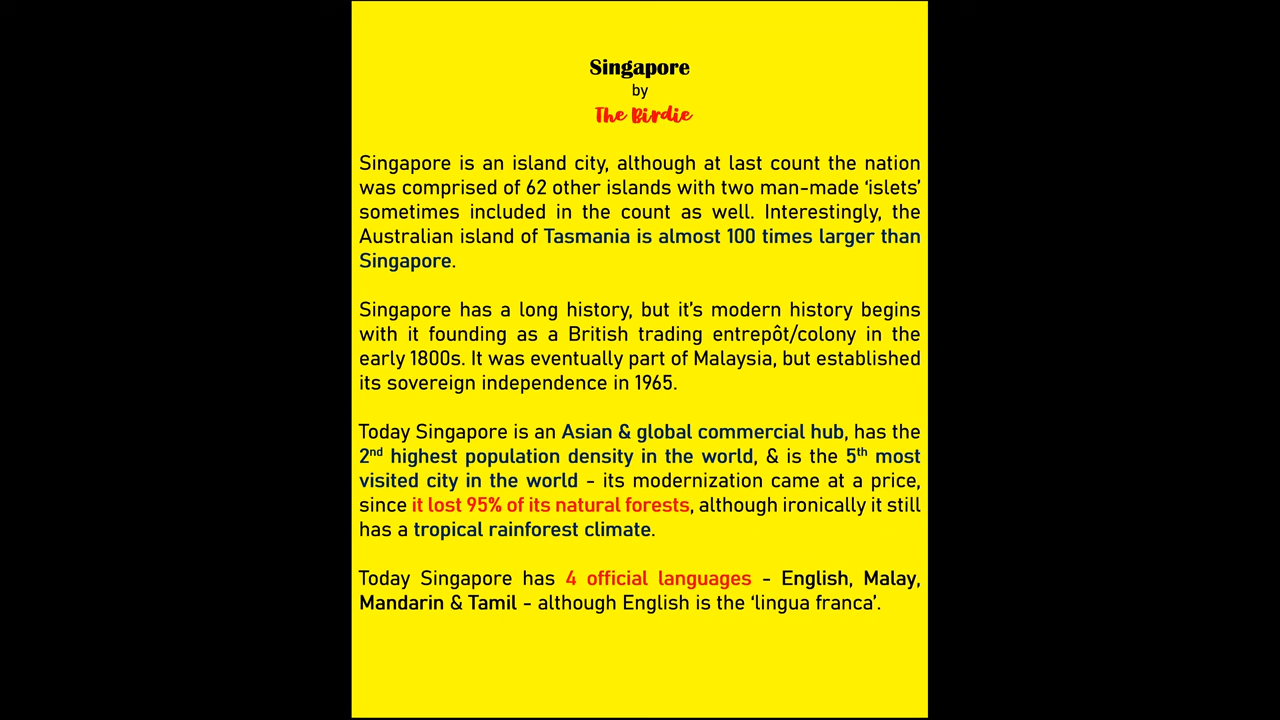 Singapore
by
The Birdie
Singapore is an island city, although at last count the nation
was comprised of 62 other islands with two man-made ‘islets’
sometimes included in the count as well. Interestingly, the
Australian island of Tasmania is almost 100 times larger than
Singapore.
Singapore has a long history, but it’s modern history begins
with it founding as a British trading entrepôt/colony in the
early 1800s. It was eventually part of Malaysia, but established
its sovereign independence in 1965.
Today Singapore is an Asian & global commercial hub, has the
2nd highest population density in the world, & is the 5th most
visited city in the world - its modernization came at a price,
since it lost 95% of its natural forests, although ironically it still
has a tropical rainforest climate.
Today Singapore has 4 official languages - English, Malay,
Mandarin & Tamil - although English is the ‘lingua franca’.